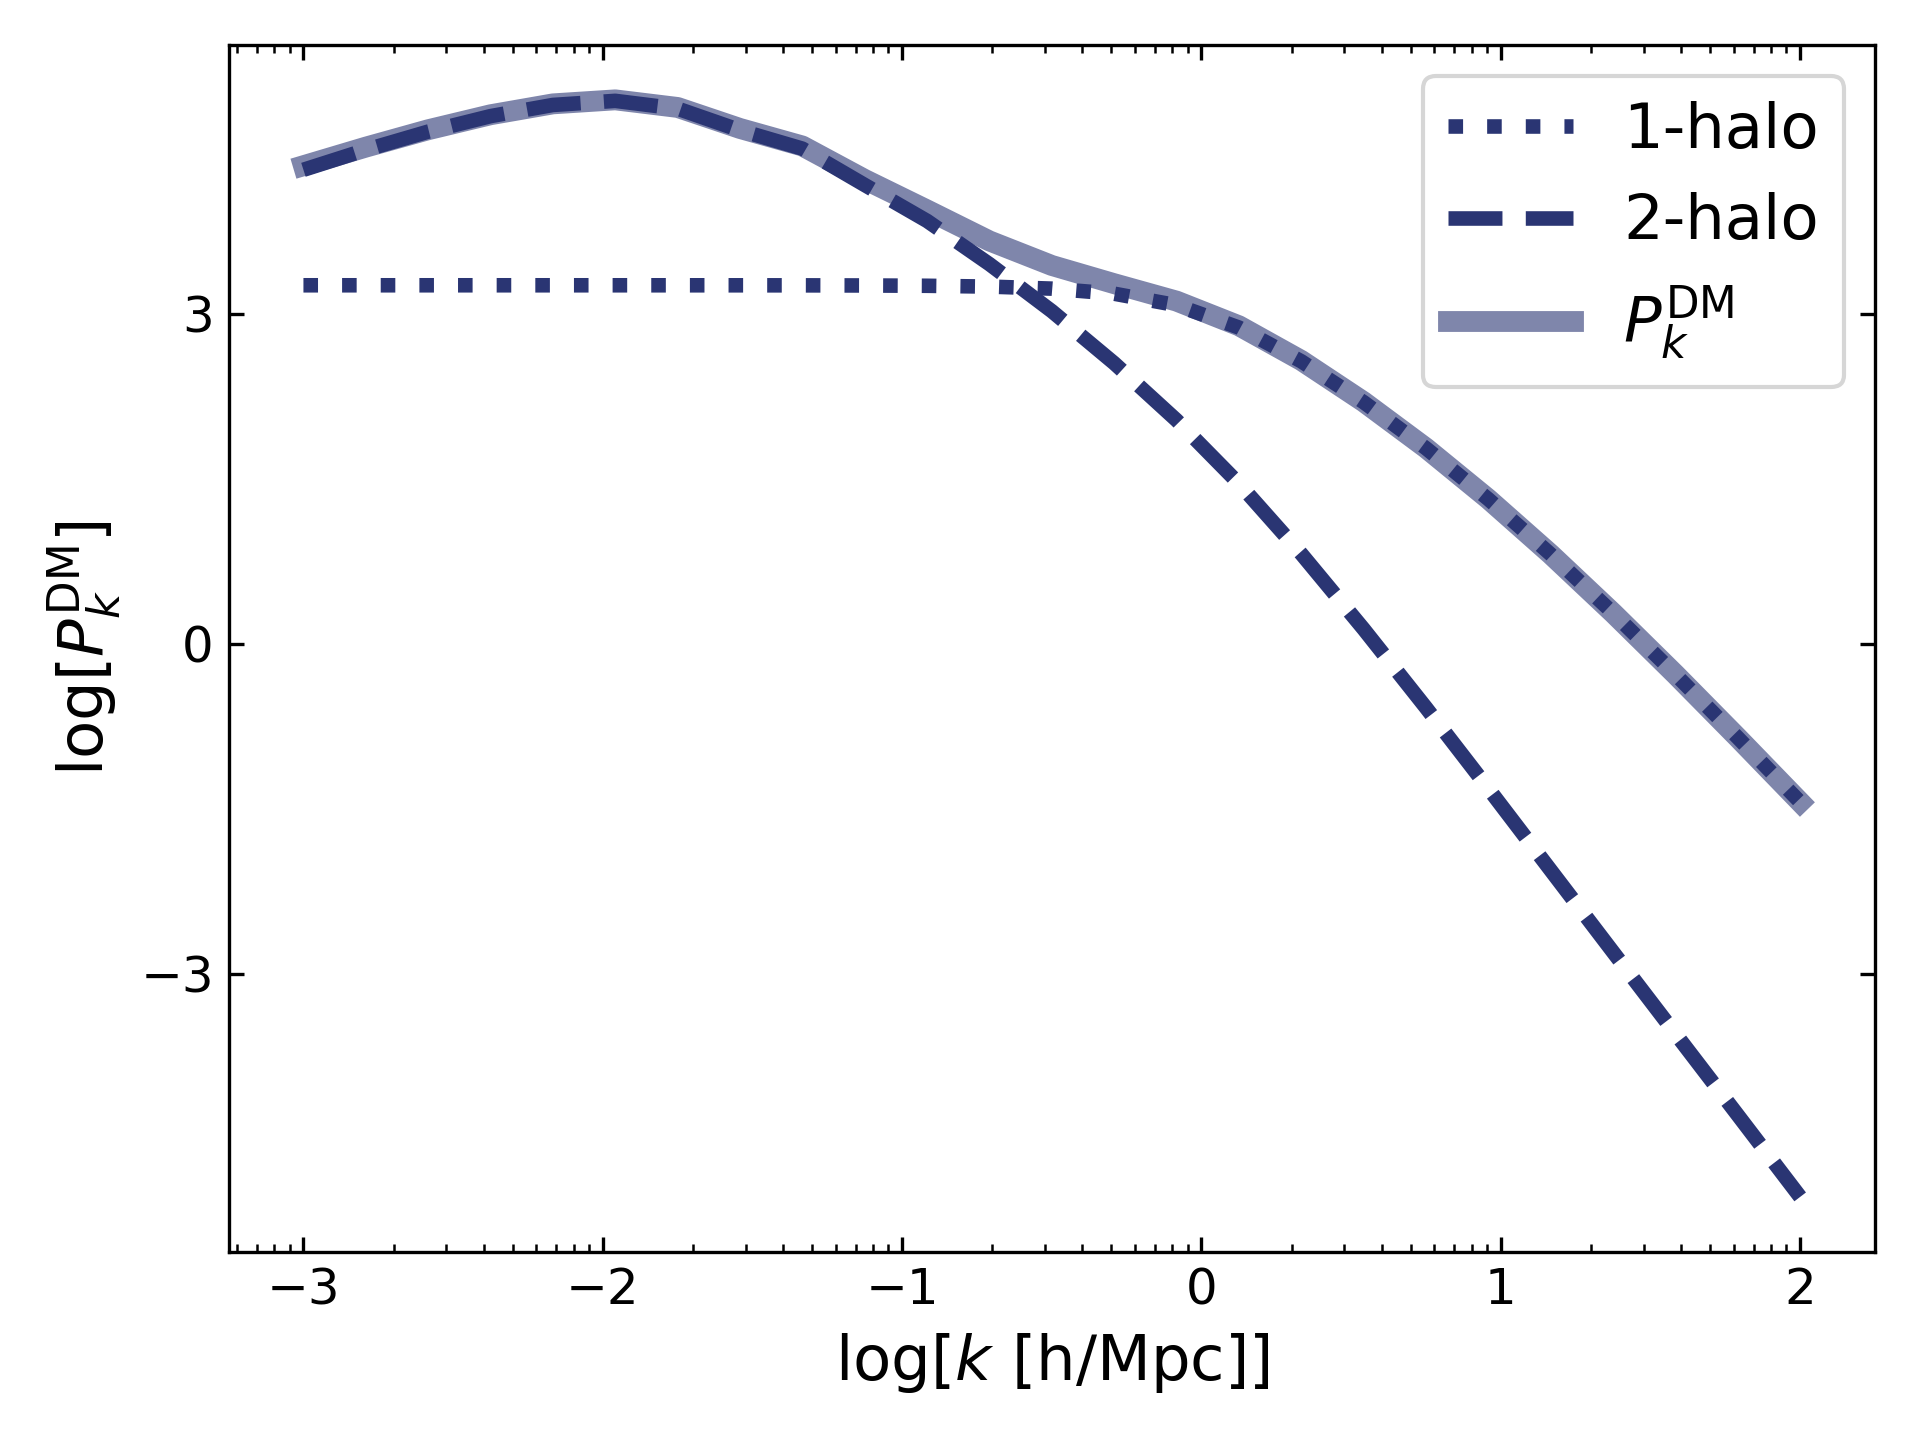 1-halo
2-halo
P_k^DM
3
0
−3
log[P_k^DM]
−3 −2 −1 0 1 2
log[k [h/Mpc]]